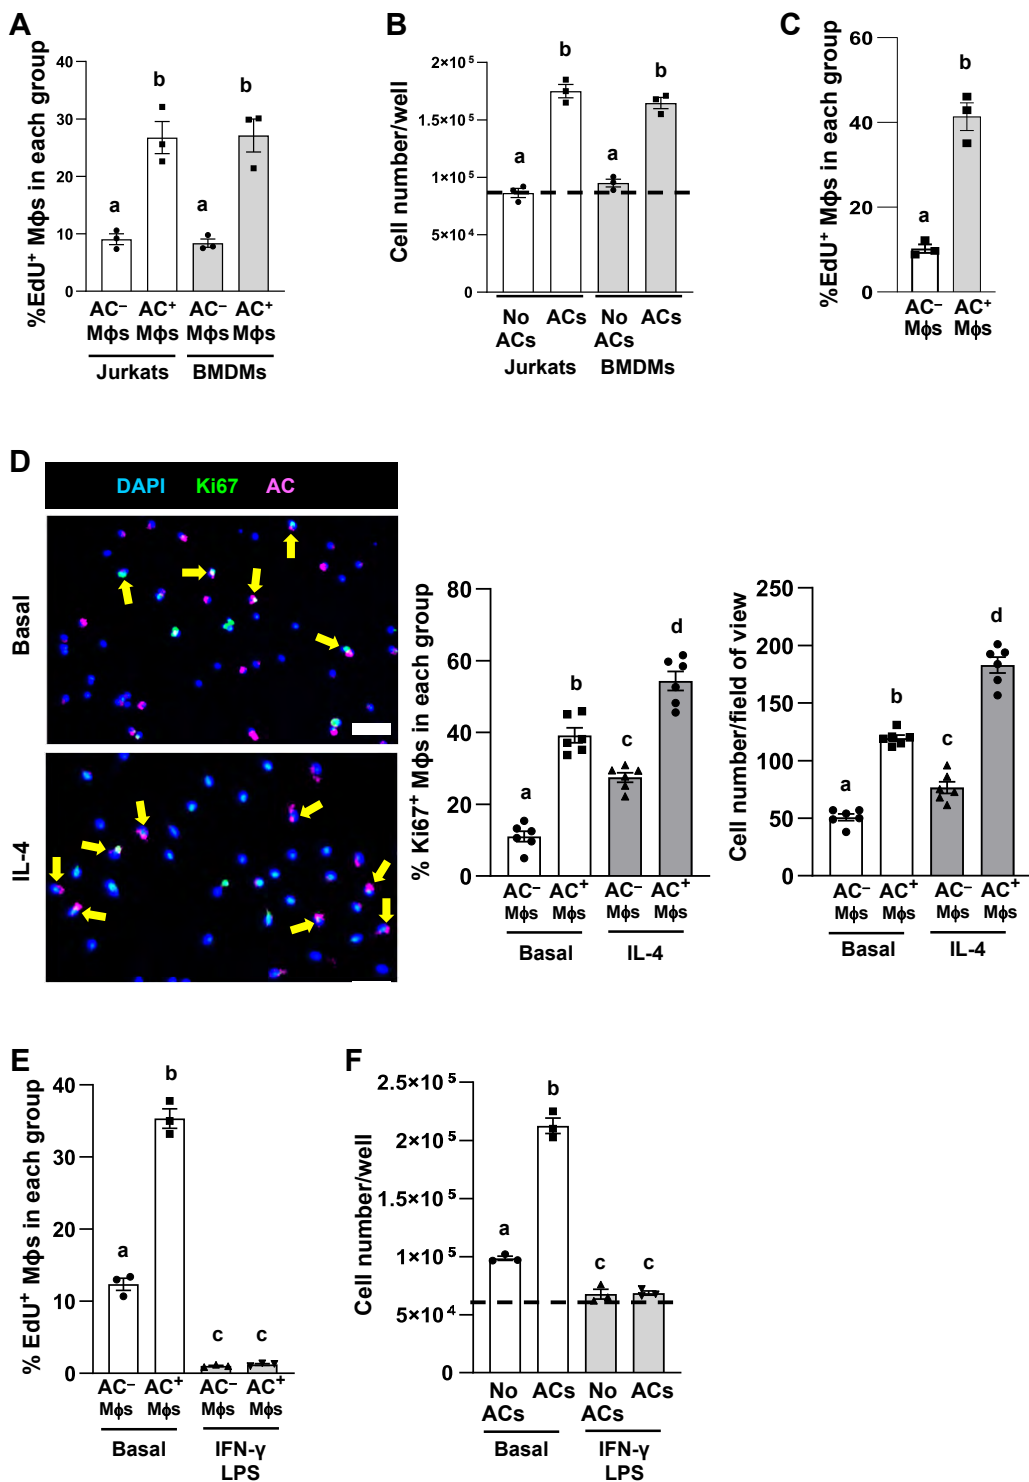 A
%EdU⁺ Mϕs in each group
40
30
20
10
0
a
b
a
b
AC⁻ AC⁺ AC⁻ AC⁺
Mϕs Mϕs Mϕs Mϕs
Jurkats BMDMs
B
Cell number/well
2×10⁵
1.5×10⁵
1×10⁵
5×10⁴
0
a
b
a
b
No ACs No ACs
ACs ACs
Jurkats BMDMs
C
%EdU⁺ Mϕs in each group
60
40
20
0
a
b
AC⁻ AC⁺
Mϕs Mϕs
D
DAPI Ki67 AC
Basal
IL-4
% Ki67⁺ Mϕs in each group
80
60
40
20
0
a
b
c
d
AC⁻ AC⁺ AC⁻ AC⁺
Mϕs Mϕs Mϕs Mϕs
Basal IL-4
Cell number/field of view
250
200
150
100
50
0
a
b
c
d
AC⁻ AC⁺ AC⁻ AC⁺
Mϕs Mϕs Mϕs Mϕs
Basal IL-4
E
% EdU⁺ Mϕs in each group
40
30
20
10
0
a
b
c
c
AC⁻ AC⁺ AC⁻ AC⁺
Mϕs Mϕs Mϕs Mϕs
Basal IFN-γ
LPS
F
Cell number/well
2.5×10⁵
2×10⁵
1.5×10⁵
1×10⁵
5×10⁴
0
a
b
c
c
No ACs No ACs
ACs ACs
Basal IFN-γ
LPS